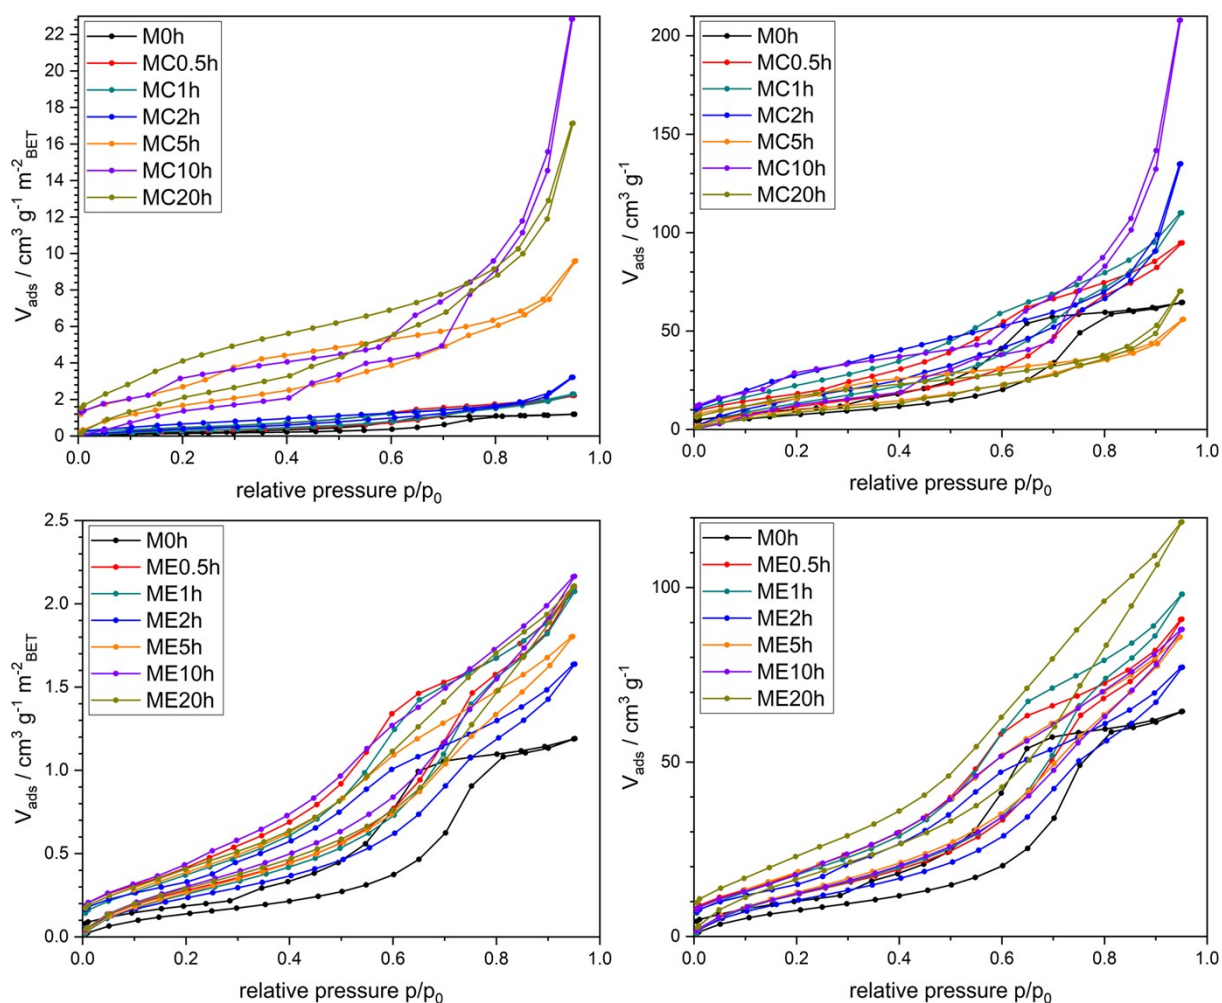 V_ads / cm³ g⁻¹ m⁻²_BET
22
20
18
16
14
12
10
8
6
4
2
0
M0h
MC0.5h
MC1h
MC2h
MC5h
MC10h
MC20h
0.0 0.2 0.4 0.6 0.8 1.0
relative pressure p/p₀
V_ads / cm³ g⁻¹
200
150
100
50
0
M0h
MC0.5h
MC1h
MC2h
MC5h
MC10h
MC20h
0.0 0.2 0.4 0.6 0.8 1.0
relative pressure p/p₀
V_ads / cm³ g⁻¹ m⁻²_BET
2.5
2.0
1.5
1.0
0.5
0.0
M0h
ME0.5h
ME1h
ME2h
ME5h
ME10h
ME20h
0.0 0.2 0.4 0.6 0.8 1.0
relative pressure p/p₀
V_ads / cm³ g⁻¹
100
50
0
M0h
ME0.5h
ME1h
ME2h
ME5h
ME10h
ME20h
0.0 0.2 0.4 0.6 0.8 1.0
relative pressure p/p₀